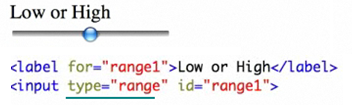 Low or High
<label for="range1">Low or High</label>
<input type="range" id="range1">